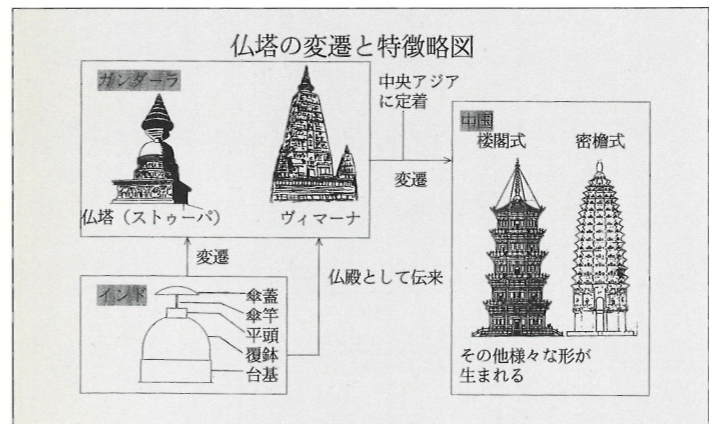 仏塔の変遷と特徴略図
ガンダーラ
仏塔（ストゥーパ）
ヴィマーナ
中央アジア
に定着
変遷
中国
楼閣式
密檐式
その他様々な形が
生まれる
変遷
仏殿として伝来
インド
傘蓋
傘竿
平頭
覆鉢
台基